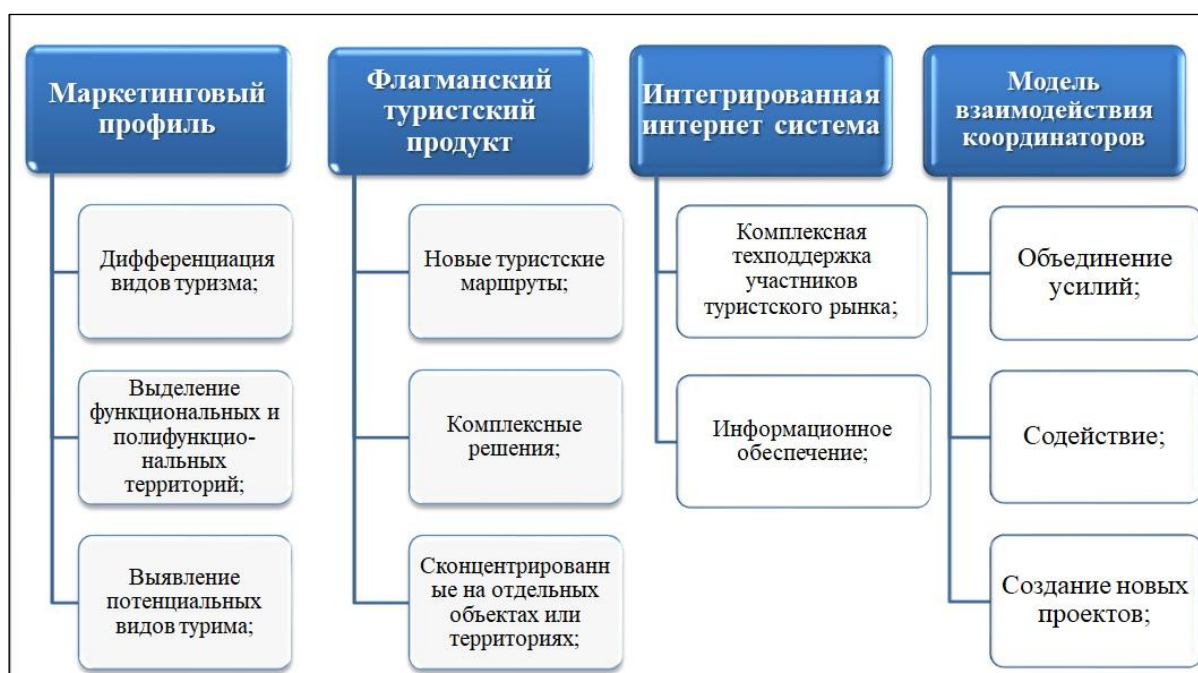 Маркетинговый
профиль
Дифференциация
видов туризма;
Выделение
функциональных и
полифункцио-
нальных
территорий;
Выявление
потенциальных
видов турима;
Флагманский
туристский
продукт
Новые туристские
маршруты;
Комплексные
решения;
Сконцентрированн
ые на отдельных
объектах или
территориях;
Интегрированная
интернет система
Комплексная
техподдержка
участников
туристского рынка;
Информационное
обеспечение;
Модель
взаимодействия
координаторов
Объединение
усилий;
Содействие;
Создание новых
проектов;